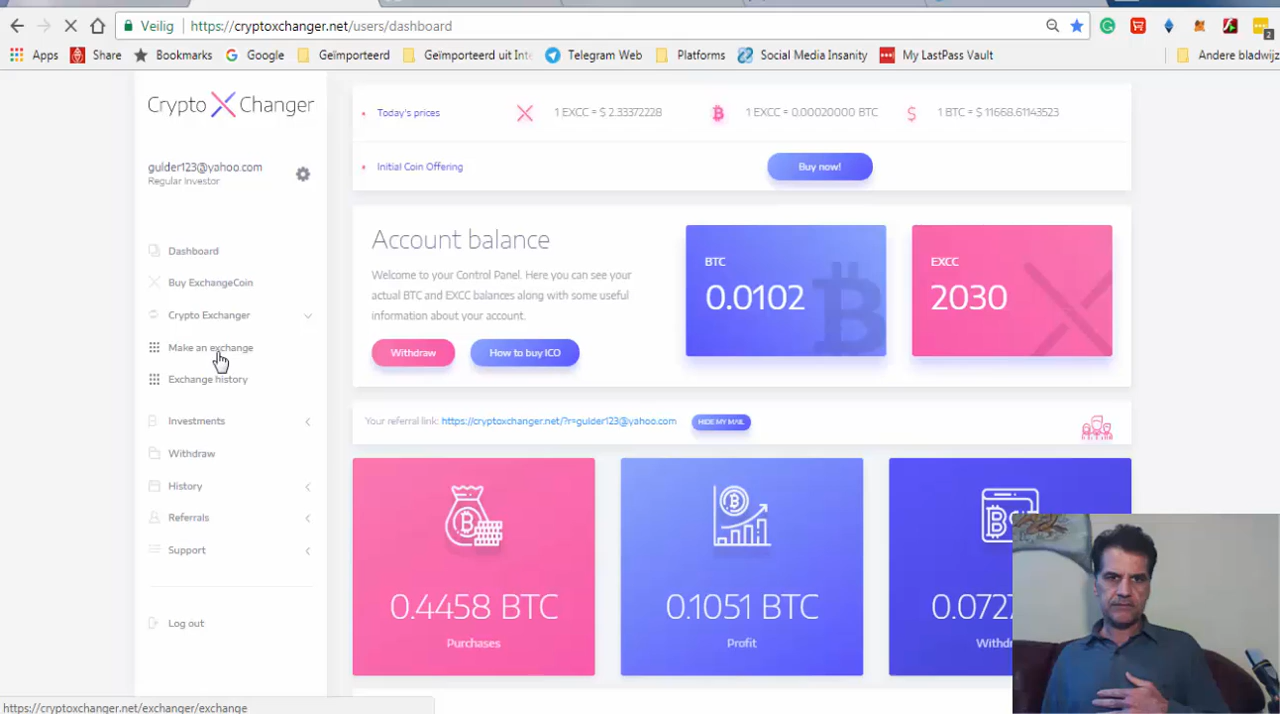 Veilig
https://cryptoxchanger.net/users/dashboard
Apps
Share
Bookmarks
Google
Geïmporteerd
Geïmporteerd uit Int
Telegram Web
Platforms
Social Media Insanity
My LastPass Vault
Andere bladwijz
2
Crypto X Changer
gulder123@yahoo.com
Regular Investor
Dashboard
Buy ExchangeCoin
Crypto Exchanger
Make an exchange
Exchange history
Investments
Withdraw
History
Referrals
Support
Log out
Today's prices
1 EXCC = $ 2.33372228
1 EXCC = 0.00020000 BTC
1 BTC = $ 11668.61143523
Initial Coin Offering
Buy now!
Account balance
Welcome to your Control Panel. Here you can see your
actual BTC and EXCC balances along with some useful
information about your account.
Withdraw
How to buy ICO
BTC
0.0102
EXCC
2030
Your referral link: https://cryptoxchanger.net/?r=gulder123@yahoo.com
HIDE MY MAIL
0.4458 BTC
Purchases
0.1051 BTC
Profit
https://cryptoxchanger.net/exchanger/exchange